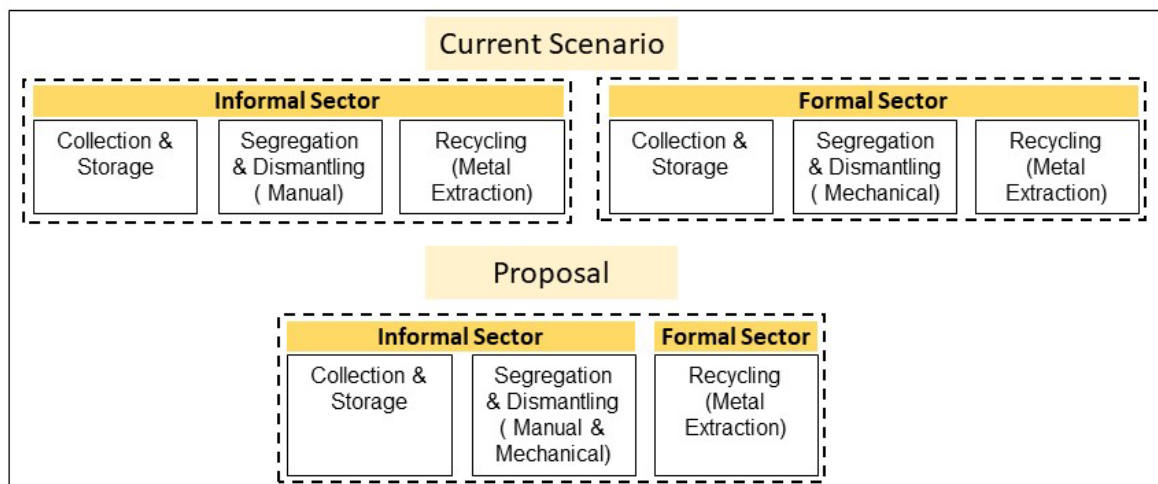 Current Scenario
Informal Sector
Collection &
Storage
Segregation
& Dismantling
( Manual)
Recycling
(Metal
Extraction)
Formal Sector
Collection &
Storage
Segregation
& Dismantling
( Mechanical)
Recycling
(Metal
Extraction)
Proposal
Informal Sector
Collection &
Storage
Segregation
& Dismantling
( Manual &
Mechanical)
Formal Sector
Recycling
(Metal
Extraction)